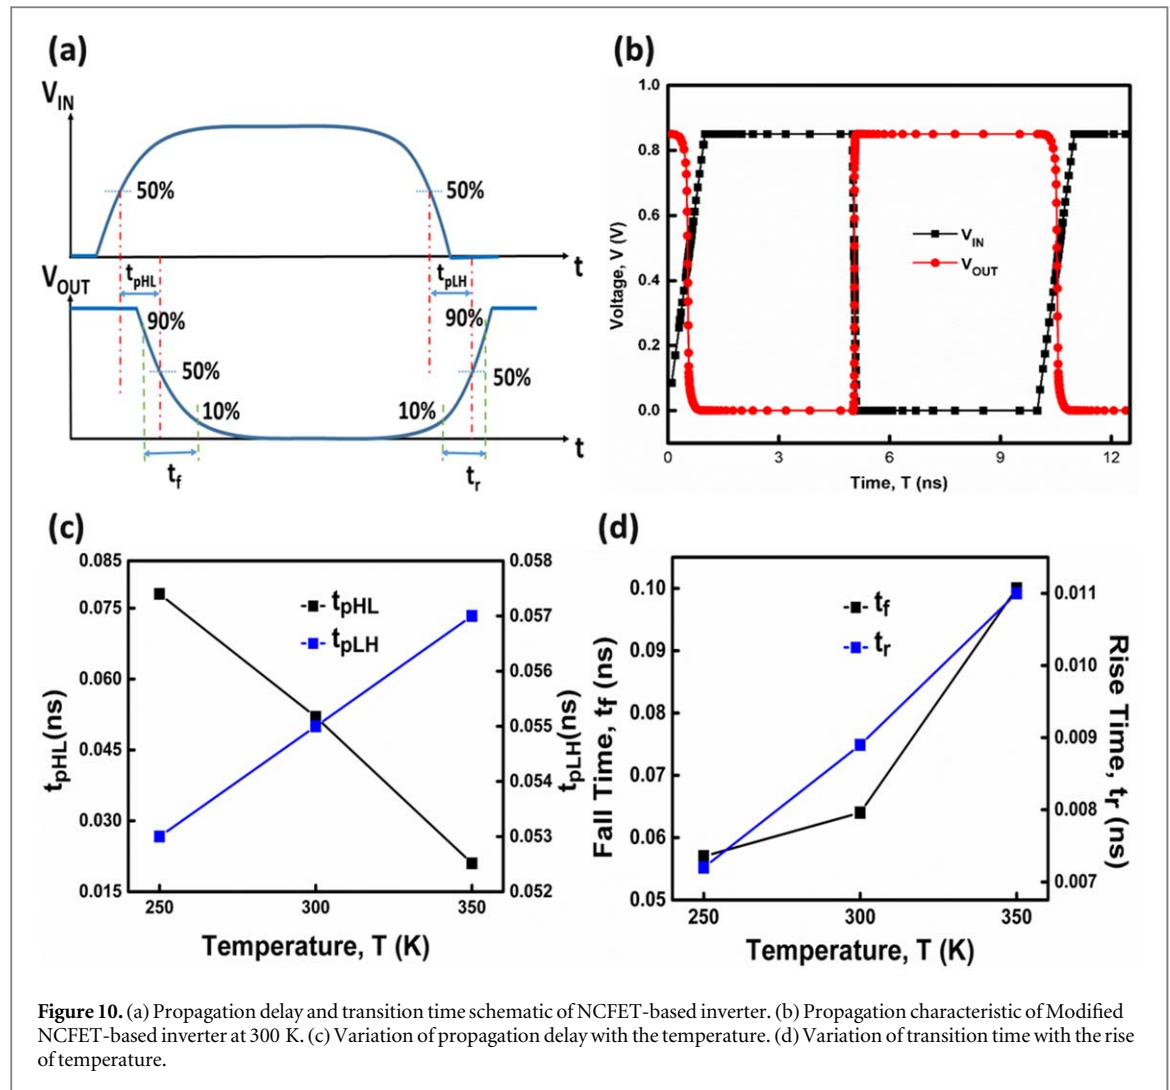 (a)
V_IN
50%
50%
t
t_pHL
t_pLH
V_OUT
90%
90%
50%
50%
10%
10%
t
t_f
t_r
(b)
1.0
0.8
0.6
0.4
0.2
0.0
Voltage, V (V)
V_IN
V_OUT
0
3
6
9
12
Time, T (ns)
(c)
0.085
0.075
0.060
0.045
0.030
0.015
t_pHL(ns)
t_pHL
t_pLH
0.058
0.057
0.056
0.055
0.054
0.053
0.052
t_pLH(ns)
250
300
350
Temperature, T (K)
(d)
0.10
0.09
0.08
0.07
0.06
0.05
Fall Time, t_f (ns)
t_f
t_r
0.011
0.010
0.009
0.008
0.007
Rise Time, t_r (ns)
250
300
350
Temperature, T (K)
Figure 10. (a) Propagation delay and transition time schematic of NCFET-based inverter. (b) Propagation characteristic of Modified
NCFET-based inverter at 300 K. (c) Variation of propagation delay with the temperature. (d) Variation of transition time with the rise
of temperature.